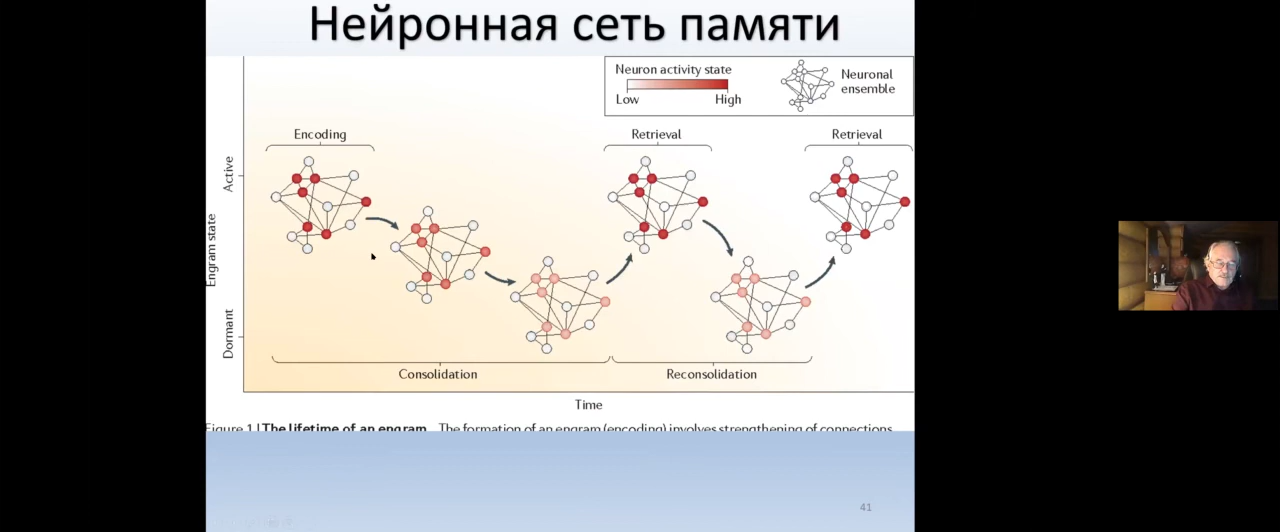 Нейронная сеть памяти
Neuron activity state
Low High
Neuronal
ensemble
Encoding
Retrieval
Retrieval
Active
Engram state
Dormant
Consolidation
Reconsolidation
Time
Figure 1 | The lifetime of an engram. The formation of an engram (encoding) involves strengthening of connections
41